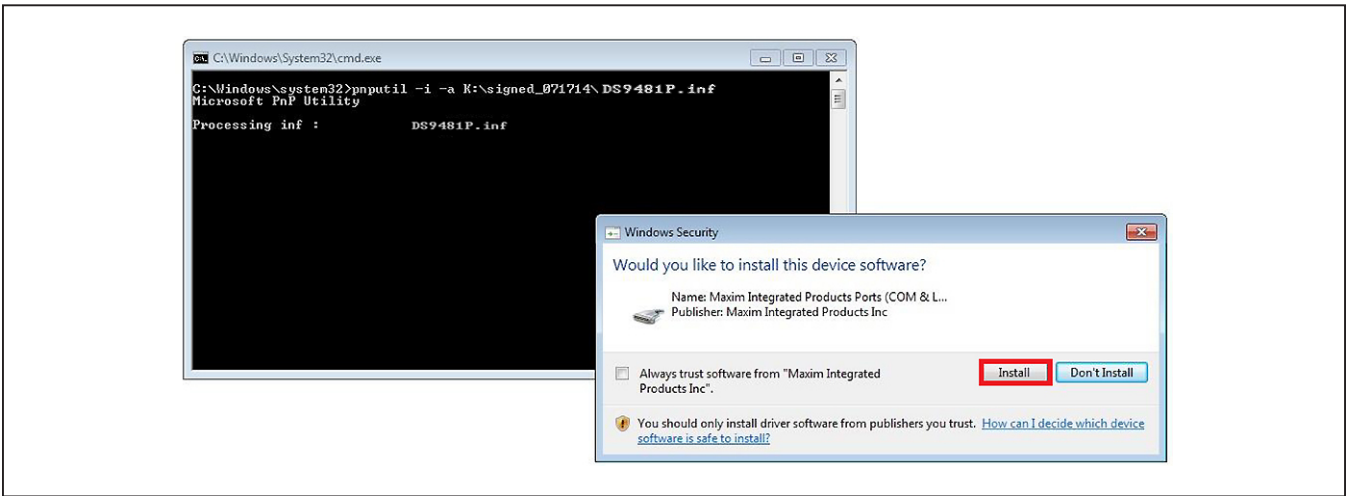 C:\Windows\System32\cmd.exe
C:\Windows\system32>pnputil -i -a K:\signed_071714\DS9481P.inf
Microsoft PnP Utility
Processing inf : DS9481P.inf
Windows Security
Would you like to install this device software?
Name: Maxim Integrated Products Ports (COM & L...
Publisher: Maxim Integrated Products Inc
Always trust software from "Maxim Integrated
Products Inc".
Install
Don't Install
You should only install driver software from publishers you trust. How can I decide which device
software is safe to install?